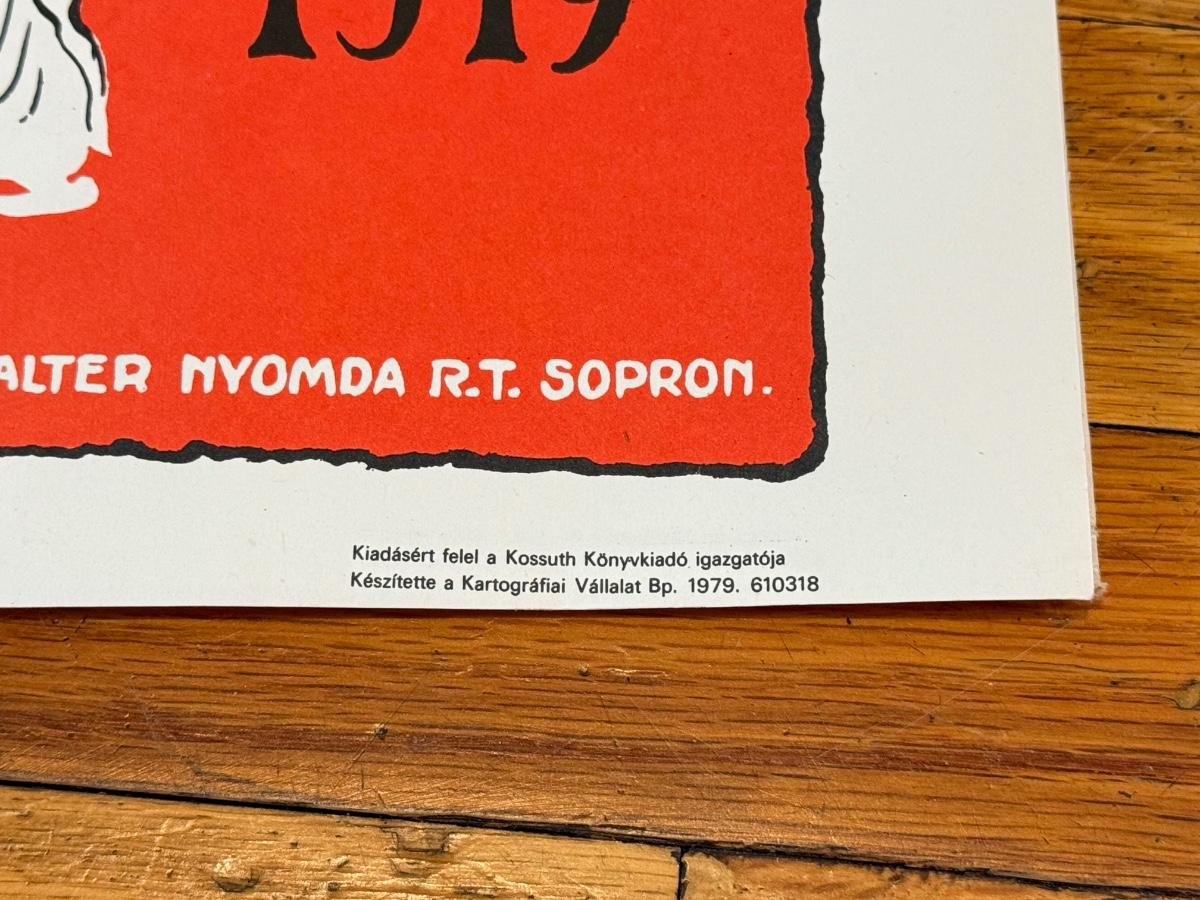 1919
ALTER NYOMDA R.T. SOPRON.
Kiadásért felel a Kossuth Könyvkiadó igazgatója
Készítette a Kartográfiai Vállalat Bp. 1979. 610318